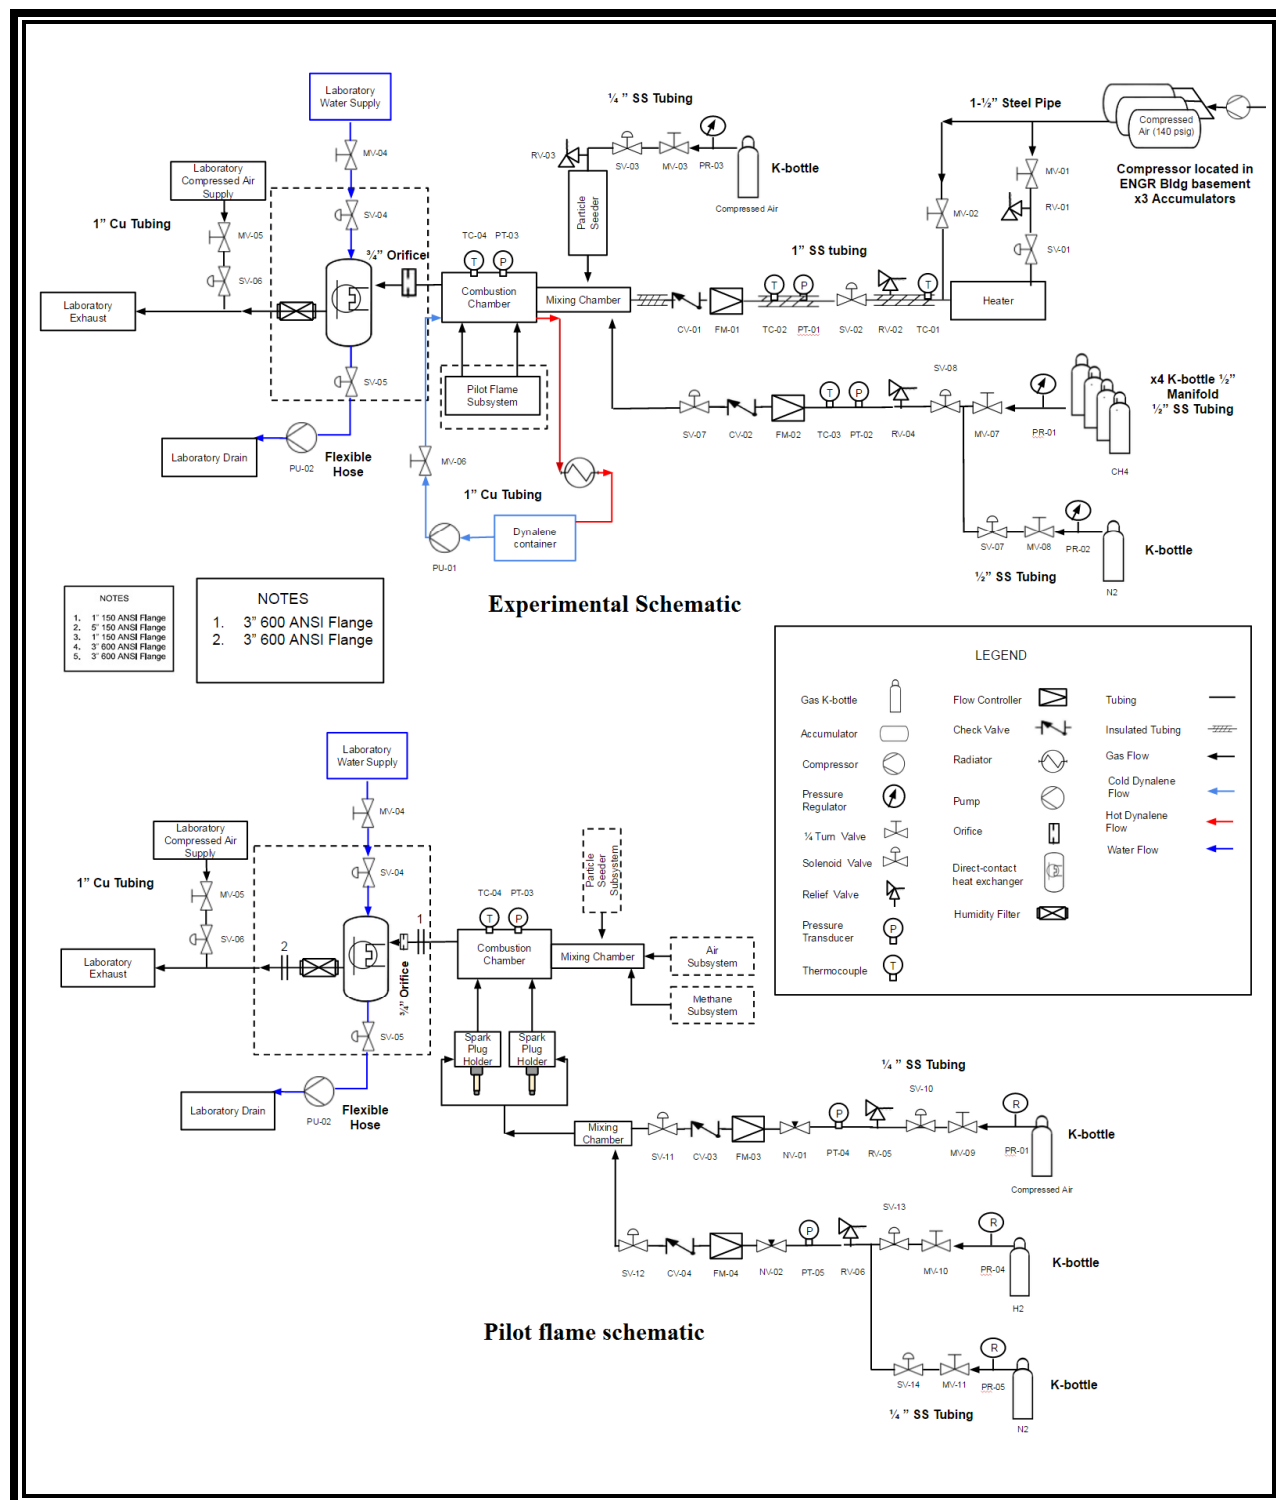 Laboratory
Water Supply
MV-04
Laboratory
Compressed Air
Supply
1” Cu Tubing
MV-05
SV-06
SV-04
¾” Orifice
Laboratory
Exhaust
SV-05
Laboratory Drain
PU-02
Flexible
Hose
¼ ” SS Tubing
RV-03
SV-03
MV-03
PR-03
K-bottle
Compressed Air
Particle
Seeder
TC-04
PT-03
T
P
Combustion
Chamber
Mixing Chamber
Pilot Flame
Subsystem
MV-06
1” Cu Tubing
PU-01
Dynalene
container
1” SS tubing
T
P
T
CV-01
FM-01
TC-02
PT-01
SV-02
RV-02
TC-01
Heater
1-½” Steel Pipe
Compressed
Air (140 psig)
Compressor located in
ENGR Bldg basement
x3 Accumulators
MV-01
RV-01
MV-02
SV-01
SV-08
T
P
SV-07
CV-02
FM-02
TC-03
PT-02
RV-04
MV-07
PR-01
CH4
x4 K-bottle ½”
Manifold
½” SS Tubing
SV-07
MV-08
PR-02
K-bottle
N2
½” SS Tubing
Experimental Schematic
NOTES
1. 1” 150 ANSI Flange
2. 5” 150 ANSI Flange
3. 1” 150 ANSI Flange
4. 3” 600 ANSI Flange
5. 3” 600 ANSI Flange
NOTES
1. 3” 600 ANSI Flange
2. 3” 600 ANSI Flange
LEGEND
Gas K-bottle
Accumulator
Compressor
Pressure
Regulator
¼ Turn Valve
Solenoid Valve
Relief Valve
Pressure
Transducer
P
Thermocouple
T
Flow Controller
Check Valve
Radiator
Pump
Orifice
Direct-contact
heat exchanger
Humidity Filter
Tubing
Insulated Tubing
Gas Flow
Cold Dynalene
Flow
Hot Dynalene
Flow
Water Flow
Laboratory
Water Supply
MV-04
Laboratory
Compressed Air
Supply
1” Cu Tubing
MV-05
SV-06
SV-04
2
1
¾” Orifice
Laboratory
Exhaust
SV-05
Laboratory Drain
PU-02
Flexible
Hose
TC-04
PT-03
T
P
Combustion
Chamber
Mixing Chamber
Particle
Seeder
Subsystem
Air
Subsystem
Methane
Subsystem
Spark
Plug
Holder
Spark
Plug
Holder
Mixing
Chamber
¼ ” SS Tubing
SV-10
P
R
SV-11
CV-03
FM-03
NV-01
PT-04
RV-05
MV-09
PR-01
K-bottle
Compressed Air
SV-13
P
R
SV-12
CV-04
FM-04
NV-02
PT-05
RV-06
MV-10
PR-04
K-bottle
H2
R
SV-14
MV-11
PR-05
K-bottle
N2
¼ ” SS Tubing
Pilot flame schematic